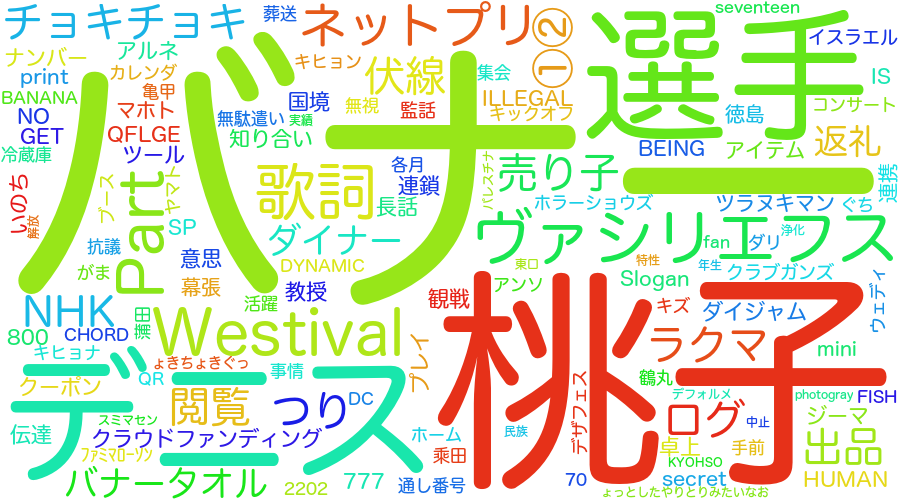 チョキチョキ
葬送
ネットプリ
①②
選手
seventeen
イスラエル
ナンバー
アルネ
バナー
キヒョン
伏線
集会
IS
print
カレンダ
亀甲
国境
無視
監話
ILLEGAL
キックオフ
徳島
コンサート
BANANA
マホト
無駄遣い
実績
NO
GET
QFLGE
知り合い
BEING
アイテム
返礼
冷蔵庫
ツール
各月
連鎖
売り子
パレスチナ
連携
いのち
解放
ブース
Part
ヤマト
歌詞
長話
ホラーショウズ
ツラヌキマン
ぐち
SP
ダイナー
ヴァシリエフス
fan
ダリ
浄化
抗議
がま
意思
幕張
DYNAMIC
教授
活躍
観戦
東口
アンソ
特性
Slogan
年生
クラブガンズ
ウェディ
NHK
800
CHORD
蒲田
Westival
桃子
キズ
ダイジャム
ラクマ
mini
キヒョナ
ょきちょきぐっ
デニス
クーポン
QR
事情
プレイ
閲覧
つり
DC
鶴丸
デフォルメ
photogray
FISH
スミマセン
伝達
クラウドファンディング
ホーム
民族
デザフェス
ログ
中止
ジーマ
出品
ファミマローソン
乗田
卓上
手前
バナータオル
777
2202
通し番号
70
KYOHSO
secret
HUMAN
ょっとしたやりとりみたいなお